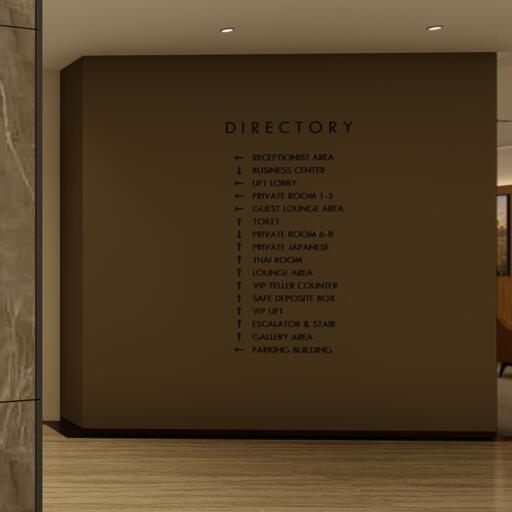 DIRECTORY
← RECEPTIONIST AREA
↓ BUSINESS CENTER
← LIFT LOBBY
← PRIVATE ROOM 1-5
← GUEST LOUNGE AREA
↑ TOILET
↓ PRIVATE ROOM 6-8
↑ PRIVATE JAPANESE
↑ THAI ROOM
↑ LOUNGE AREA
↑ VIP TELLER COUNTER
↑ SAFE DEPOSITE BOX
↑ VIP LIFT
↑ ESCALATOR & STAIR
↑ GALLERY AREA
← PARKING BUILDING